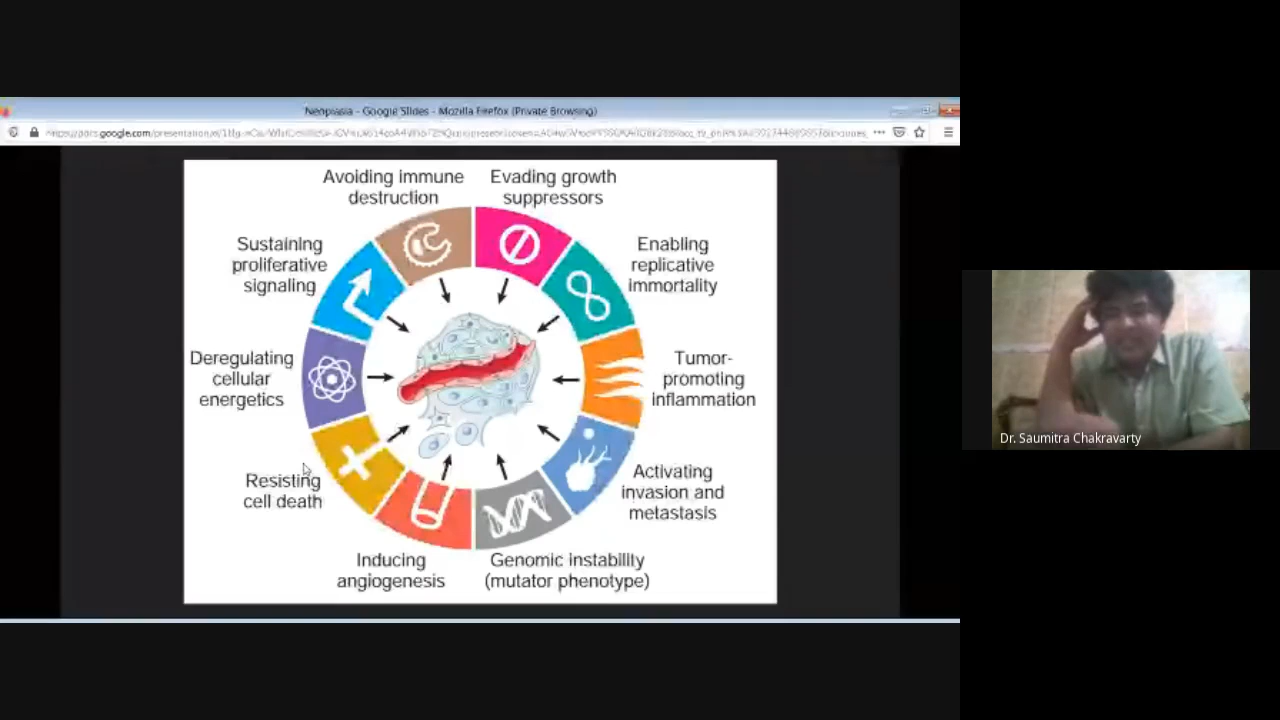 Neoplasia - Google Slides - Mozilla Firefox (Private Browsing)
Avoiding immune
destruction
Evading growth
suppressors
Sustaining
proliferative
signaling
Enabling
replicative
immortality
Deregulating
cellular
energetics
Tumor-
promoting
inflammation
Resisting
cell death
Activating
invasion and
metastasis
Inducing
angiogenesis
Genomic instability
(mutator phenotype)
Dr. Saumitra Chakravarty